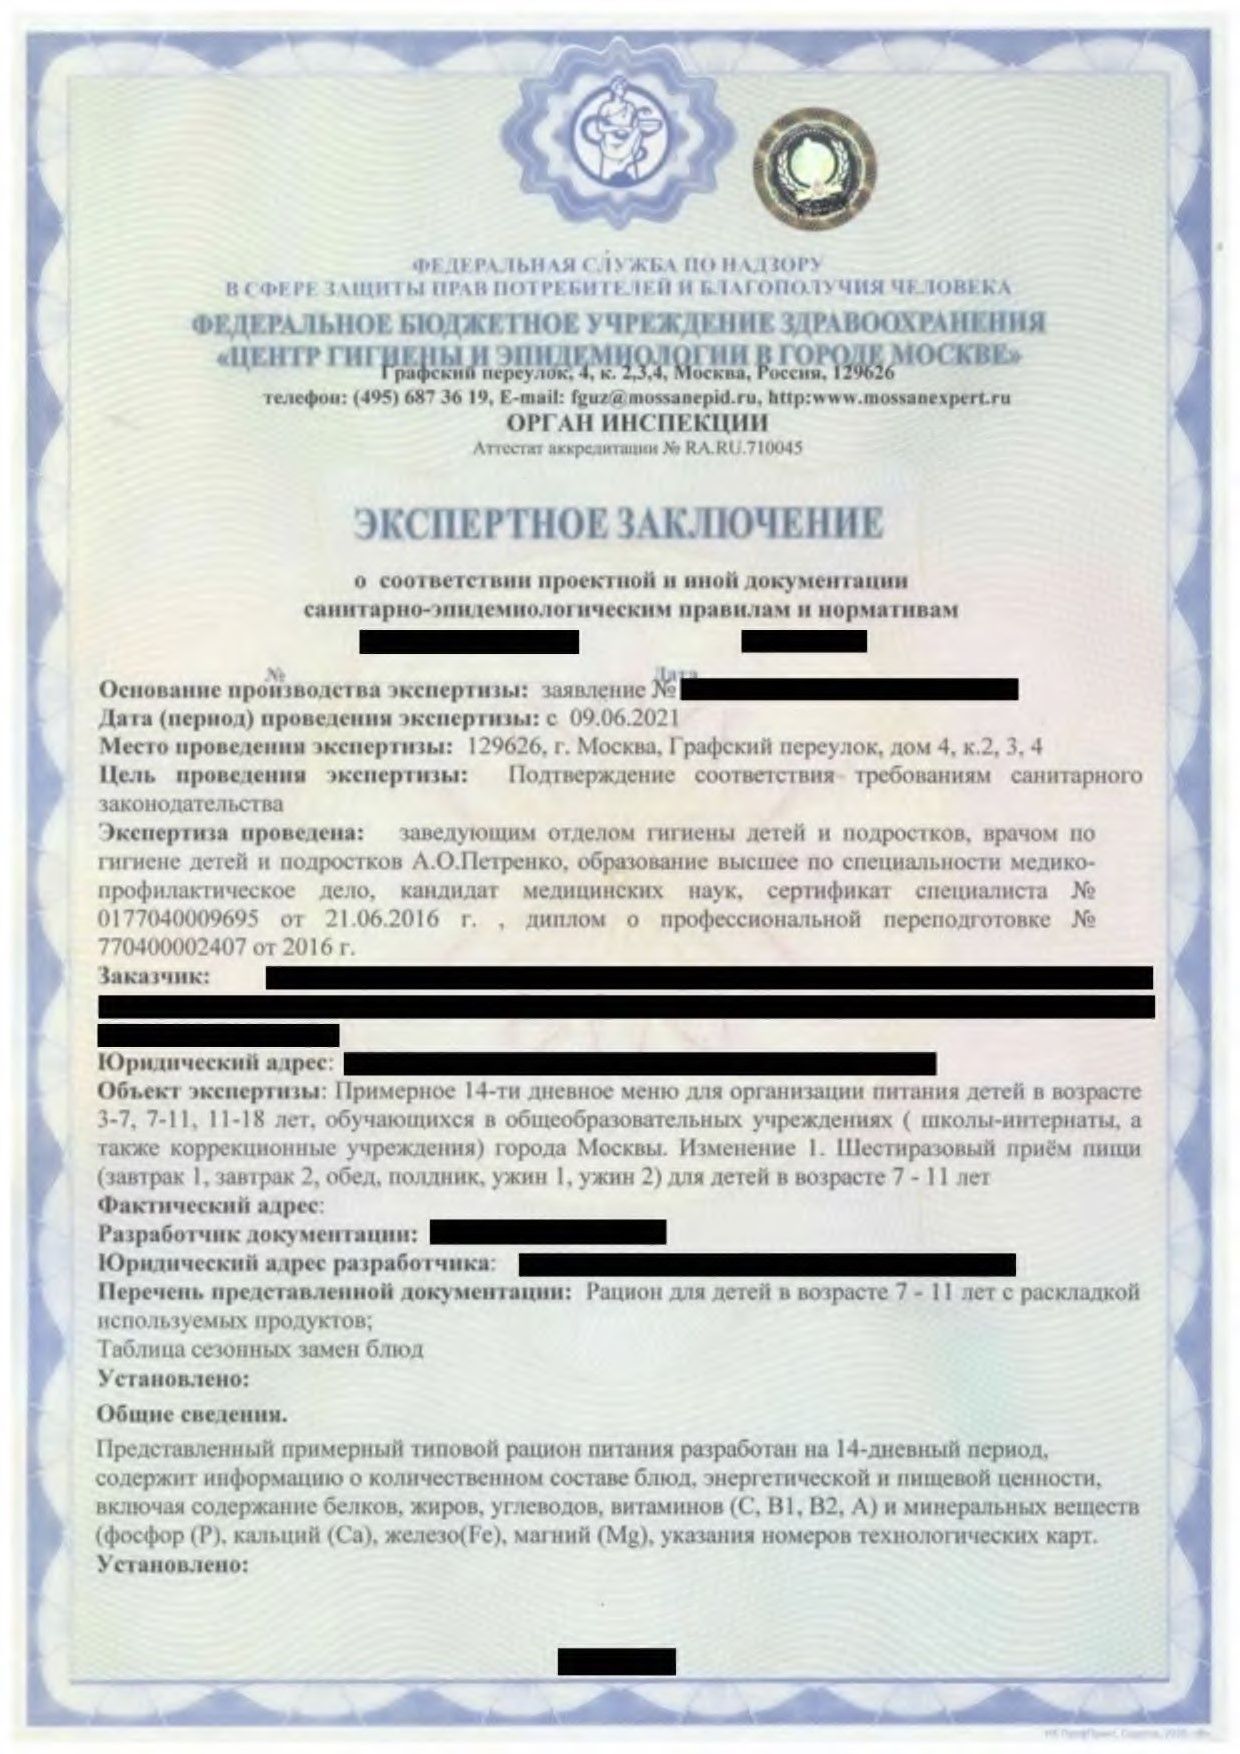 ФЕДЕРАЛЬНАЯ СЛУЖБА ПО НАДЗОРУ
В СФЕРЕ ЗАЩИТЫ ПРАВ ПОТРЕБИТЕЛЕЙ И БЛАГОПОЛУЧИЯ ЧЕЛОВЕКА
ФЕДЕРАЛЬНОЕ БЮДЖЕТНОЕ УЧРЕЖДЕНИЕ ЗДРАВООХРАНЕНИЯ
«ЦЕНТР ГИГИЕНЫ И ЭПИДЕМИОЛОГИИ В ГОРОДЕ МОСКВЕ»
Графский переулок, 4, к. 2,3,4, Москва, Россия, 129626
телефон: (495) 687 36 19, E-mail: fguz@mossanepid.ru, http:www.mossanexpert.ru
ОРГАН ИНСПЕКЦИИ
Аттестат аккредитации № RA.RU.710045
ЭКСПЕРТНОЕ ЗАКЛЮЧЕНИЕ
о соответствии проектной и иной документации
санитарно-эпидемиологическим правилам и нормативам
№ Дата
Основание производства экспертизы: заявление №
Дата (период) проведения экспертизы: с 09.06.2021
Место проведения экспертизы: 129626, г. Москва, Графский переулок, дом 4, к.2, 3, 4
Цель проведения экспертизы: Подтверждение соответствия требованиям санитарного
законодательства
Экспертиза проведена: заведующим отделом гигиены детей и подростков, врачом по
гигиене детей и подростков А.О.Петренко, образование высшее по специальности медико-
профилактическое дело, кандидат медицинских наук, сертификат специалиста №
0177040009695 от 21.06.2016 г. , диплом о профессиональной переподготовке №
770400002407 от 2016 г.
Заказчик:
Юридический адрес:
Объект экспертизы: Примерное 14-ти дневное меню для организации питания детей в возрасте
3-7, 7-11, 11-18 лет, обучающихся в общеобразовательных учреждениях ( школы-интернаты, а
также коррекционные учреждения) города Москвы. Изменение 1. Шестиразовый приём пищи
(завтрак 1, завтрак 2, обед, полдник, ужин 1, ужин 2) для детей в возрасте 7 - 11 лет
Фактический адрес:
Разработчик документации:
Юридический адрес разработчика:
Перечень представленной документации: Рацион для детей в возрасте 7 - 11 лет с раскладкой
используемых продуктов;
Таблица сезонных замен блюд
Установлено:
Общие сведения.
Представленный примерный типовой рацион питания разработан на 14-дневный период,
содержит информацию о количественном составе блюд, энергетической и пищевой ценности,
включая содержание белков, жиров, углеводов, витаминов (С, В1, В2, А) и минеральных веществ
(фосфор (Р), кальций (Са), железо(Fe), магний (Mg), указания номеров технологических карт.
Установлено: